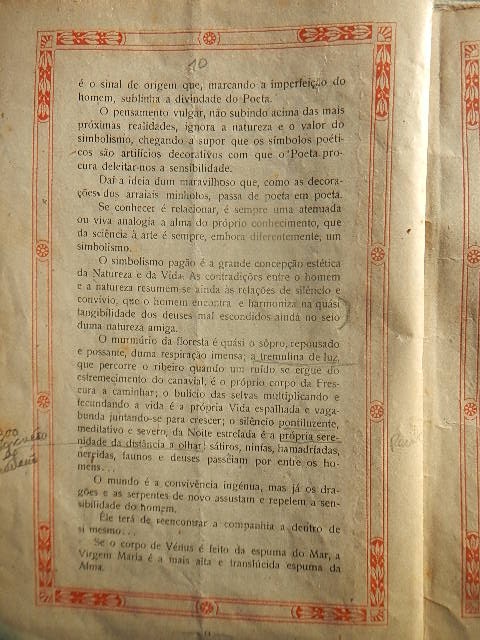 10
é o sinal de origem que, marcando a imperfeição do
homem, sublinha a divindade do Poeta.
O pensamento vulgar, não subindo acima das mais
próximas realidades, ignora a natureza e o valor do
simbolismo, chegando a supor que os símbolos poéti-
cos são artifícios decorativos com que o Poeta pro-
cura deleitar-nos a sensibilidade.
Daí a ideia dum maravilhoso que, como as decora-
ções dos arraiais minhotos, passa de poeta em poeta.
Se conhecer é relacionar, é sempre uma atenuada
ou viva analogia a alma do próprio conhecimento, que
da sciência à arte é sempre, embora diferentemente, um
simbolismo.
O simbolismo pagão é a grande concepção estética
da Natureza e da Vida. As contradições entre o homem
e a natureza resumem-se ainda às relações de silêncio e
convívio, que o homem encontra e harmoniza na quási
tangibilidade dos deuses mal escondidos ainda no seio
duma natureza amiga.
O murmúrio da floresta é quási o sôpro, repousado
e possante, duma respiração imensa; a tremulina de luz,
que percorre o ribeiro quando um ruído se ergue do
estremecimento do canavial, é o próprio corpo da Fres-
cura a caminhar; o bulício das selvas multiplicando e
fecundando a vida é a própria Vida espalhada e vaga-
bunda juntando-se para crescer; o silêncio pontiluzente,
meditativo e severo, da Noite estrelada é a própria sere-
nidade da distância a olhar: sátiros, ninfas, hamadríadas,
nereidas, faunos e deuses passeiam por entre os ho-
mens...
O mundo é a convivência ingénua, mas já os dra-
gões e as serpentes de novo assustam e repelem a sen-
sibilidade do homem.
Êle terá de reencontrar a companhia a dentro de
si mesmo...
Se o corpo de Vénus é feito da espuma do Mar, a
Virgem Maria é a mais alta e translúcida espuma da
Alma.